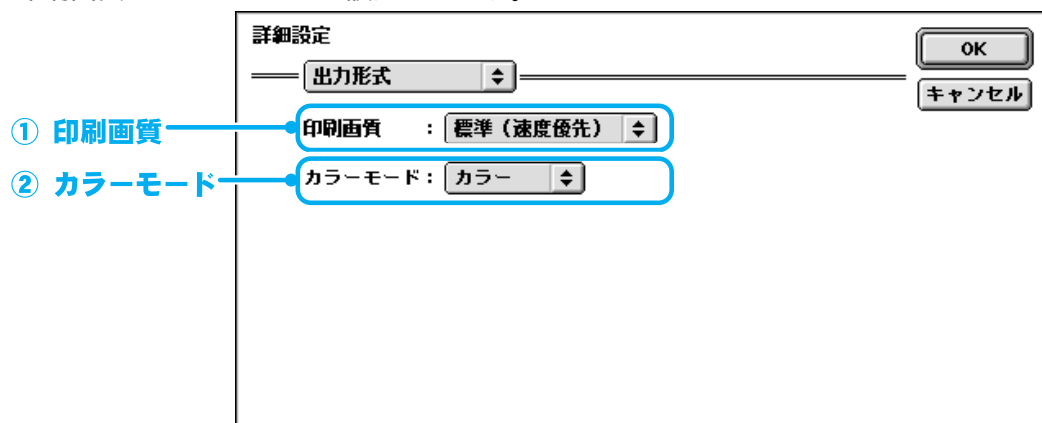 詳細設定
OK
出力形式
キャンセル
① 印刷画質
印刷画質 : 標準（速度優先）
② カラーモード
カラーモード: カラー